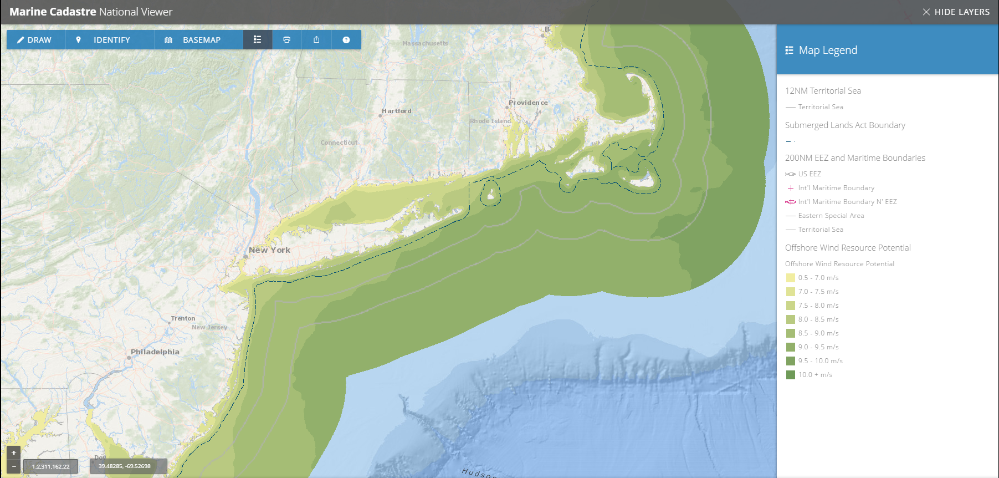 Marine Cadastre National Viewer
HIDE LAYERS
DRAW
IDENTIFY
BASEMAP
?
B
Massachusetts
Providence
Hartford
Rhode Island
Connecticut
New York
Trenton
New Jersey
Philadelphia
Dov
+
−
1:2,311,162.22
39.48285, -69.52698
Hudson
Map Legend
12NM Territorial Sea
Territorial Sea
Submerged Lands Act Boundary
200NM EEZ and Maritime Boundaries
US EEZ
Int'l Maritime Boundary
Int'l Maritime Boundary N' EEZ
Eastern Special Area
Territorial Sea
Offshore Wind Resource Potential
Offshore Wind Resource Potential
0.5 - 7.0 m/s
7.0 - 7.5 m/s
7.5 - 8.0 m/s
8.0 - 8.5 m/s
8.5 - 9.0 m/s
9.0 - 9.5 m/s
9.5 - 10.0 m/s
10.0 + m/s